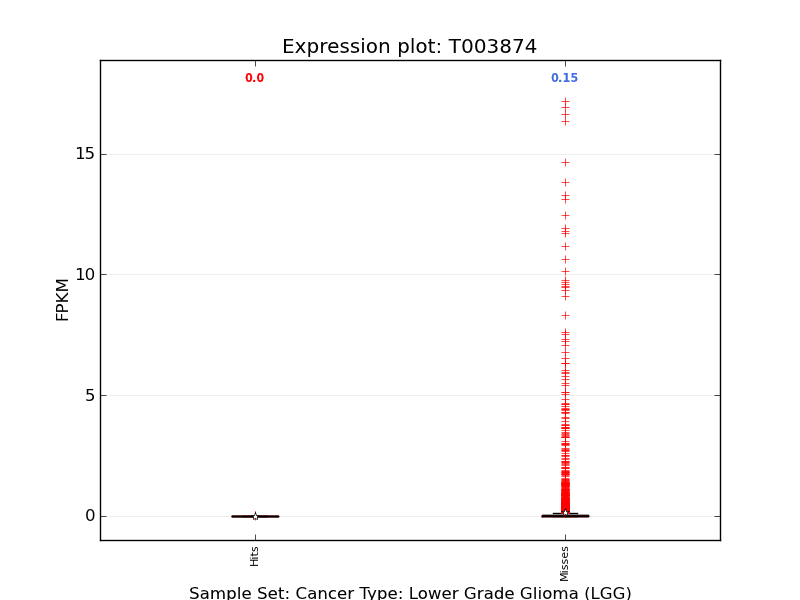 Expression plot: T003874
0.0
0.15
15
10
5
0
FPKM
Hits
Misses
Sample Set: Cancer Type: Lower Grade Glioma (LGG)